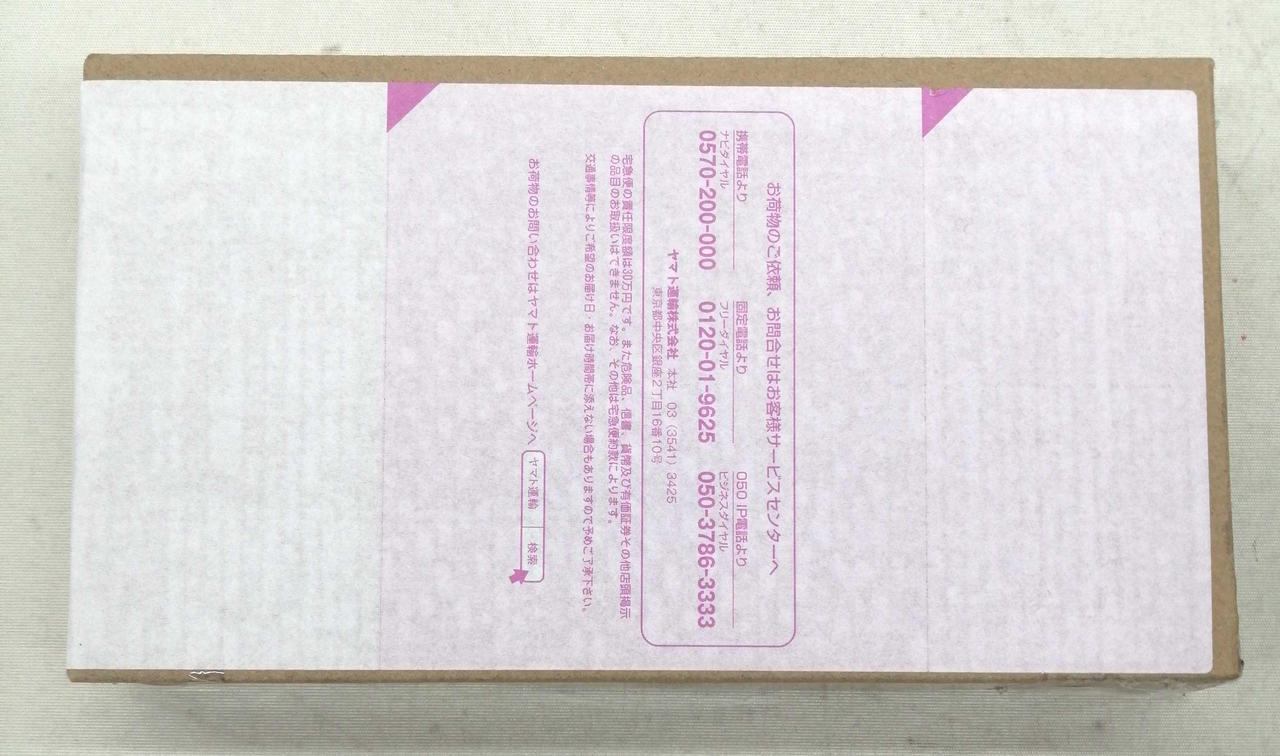 お荷物のご依頼、お問合せはお客様サービスセンターへ
携帯電話より
ナビダイヤル
0570-200-000
固定電話より
フリーダイヤル
0120-01-9625
050 IP電話より
ビジネスダイヤル
050-3786-3333
ヤマト運輸株式会社 本社 03（3541）3425
東京都中央区銀座2丁目16番10号
宅急便の責任限度額は30万円です。また危険品、信書、貨幣及び有価証券その他店頭掲示
の品目のお取扱いはできません。なお、その他は宅急便約款によります。
交通事情等によりご希望のお届け日・お届け時間帯に添えない場合もありますので予めご了承下さい。
お荷物のお問い合わせはヤマト運輸ホームページへ ヤマト運輸 検索